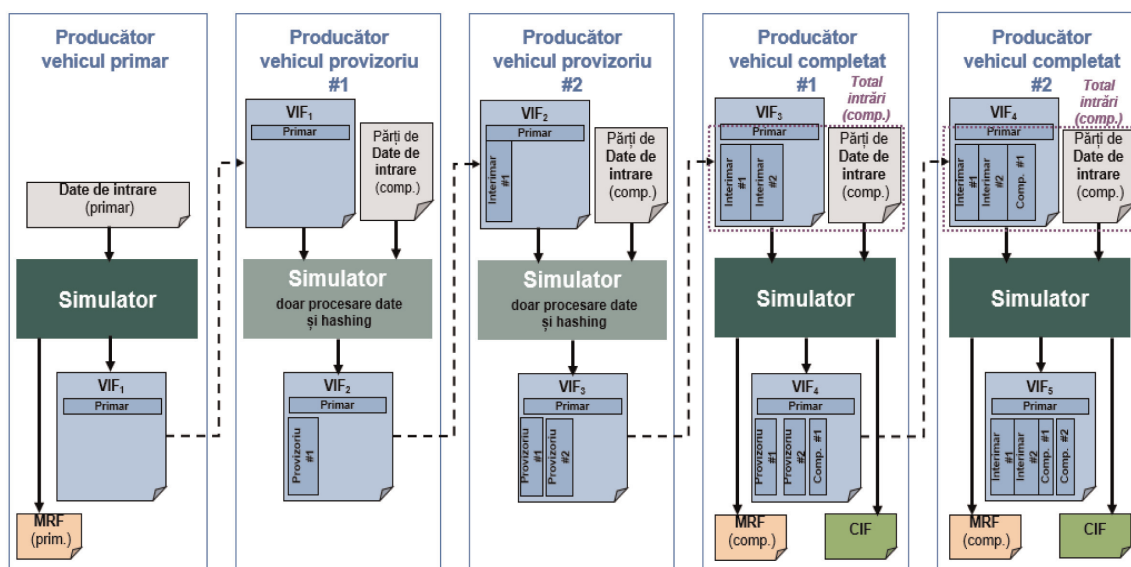 Producător
vehicul primar
Date de intrare
(primar)
Simulator
VIF1
Primar
MRF
(prim.)
Producător
vehicul provizoriu
#1
VIF1
Primar
Părți de
Date de
intrare
(comp.)
Simulator
doar procesare date
și hashing
VIF2
Primar
Provizoriu
#1
Producător
vehicul provizoriu
#2
VIF2
Primar
Interimar
#1
Părți de
Date de
intrare
(comp.)
Simulator
doar procesare date
și hashing
VIF3
Primar
Provizoriu
#1
Provizoriu
#2
Producător
vehicul completat
#1
Total
intrări
(comp.)
VIF3
Primar
Interimar
#1
Interimar
#2
Părți de
Date de
intrare
(comp.)
Simulator
VIF4
Primar
Provizoriu
#1
Provizoriu
#2
Comp. #1
MRF
(comp.)
CIF
Producător
vehicul completat
#2
Total
intrări
(comp.)
VIF4
Primar
Interimar
#1
Interimar
#2
Comp. #1
Părți de
Date de
intrare
(comp.)
Simulator
VIF5
Primar
Interimar
#1
Interimar
#2
Comp. #1
Comp. #2
MRF
(comp.)
CIF